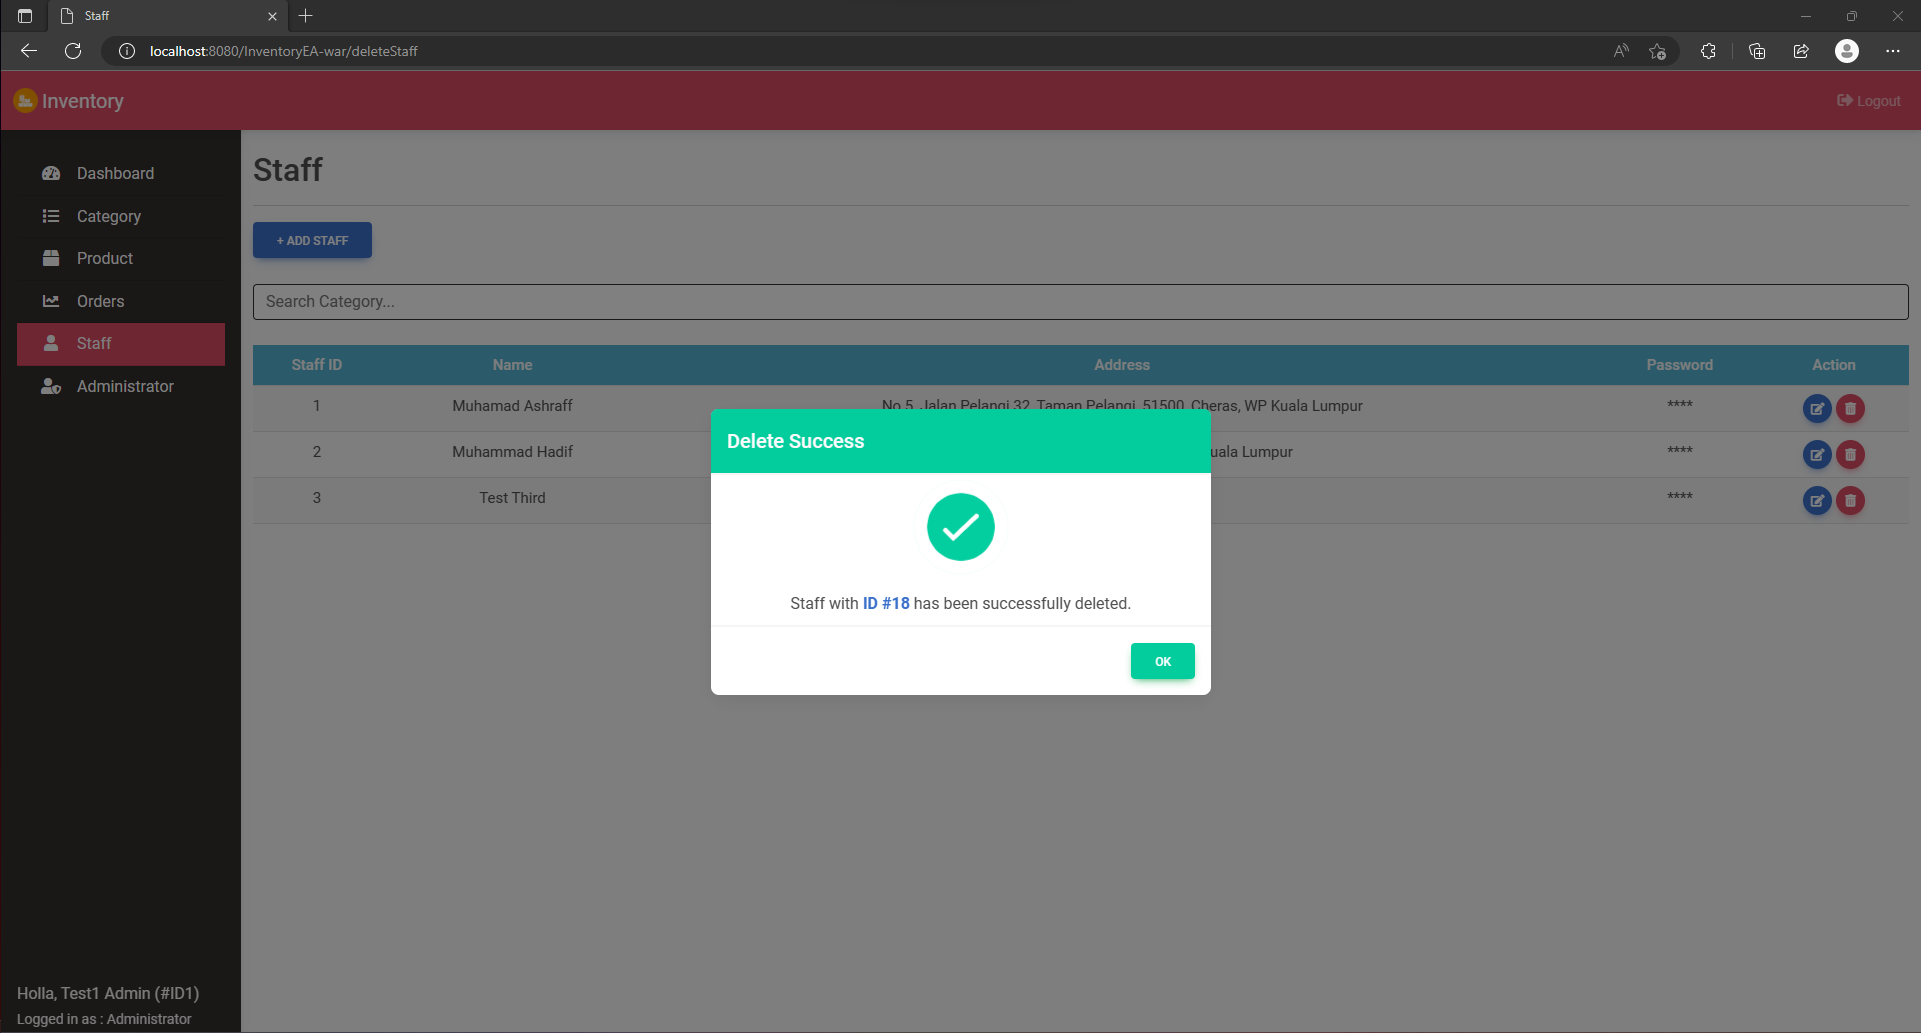 Staff
localhost:8080/InventoryEA-war/deleteStaff
Inventory
Logout
Dashboard
Category
Product
Orders
Staff
Administrator
Staff
+ ADD STAFF
Search Category...
Staff ID Name Address Password Action
1 Muhamad Ashraff No 5, Jalan Pelangi 32, Taman Pelangi, 51500, Cheras, WP Kuala Lumpur ****
2 Muhammad Hadif uala Lumpur ****
3 Test Third ****
Delete Success
Staff with ID #18 has been successfully deleted.
OK
Holla, Test1 Admin (#ID1)
Logged in as : Administrator